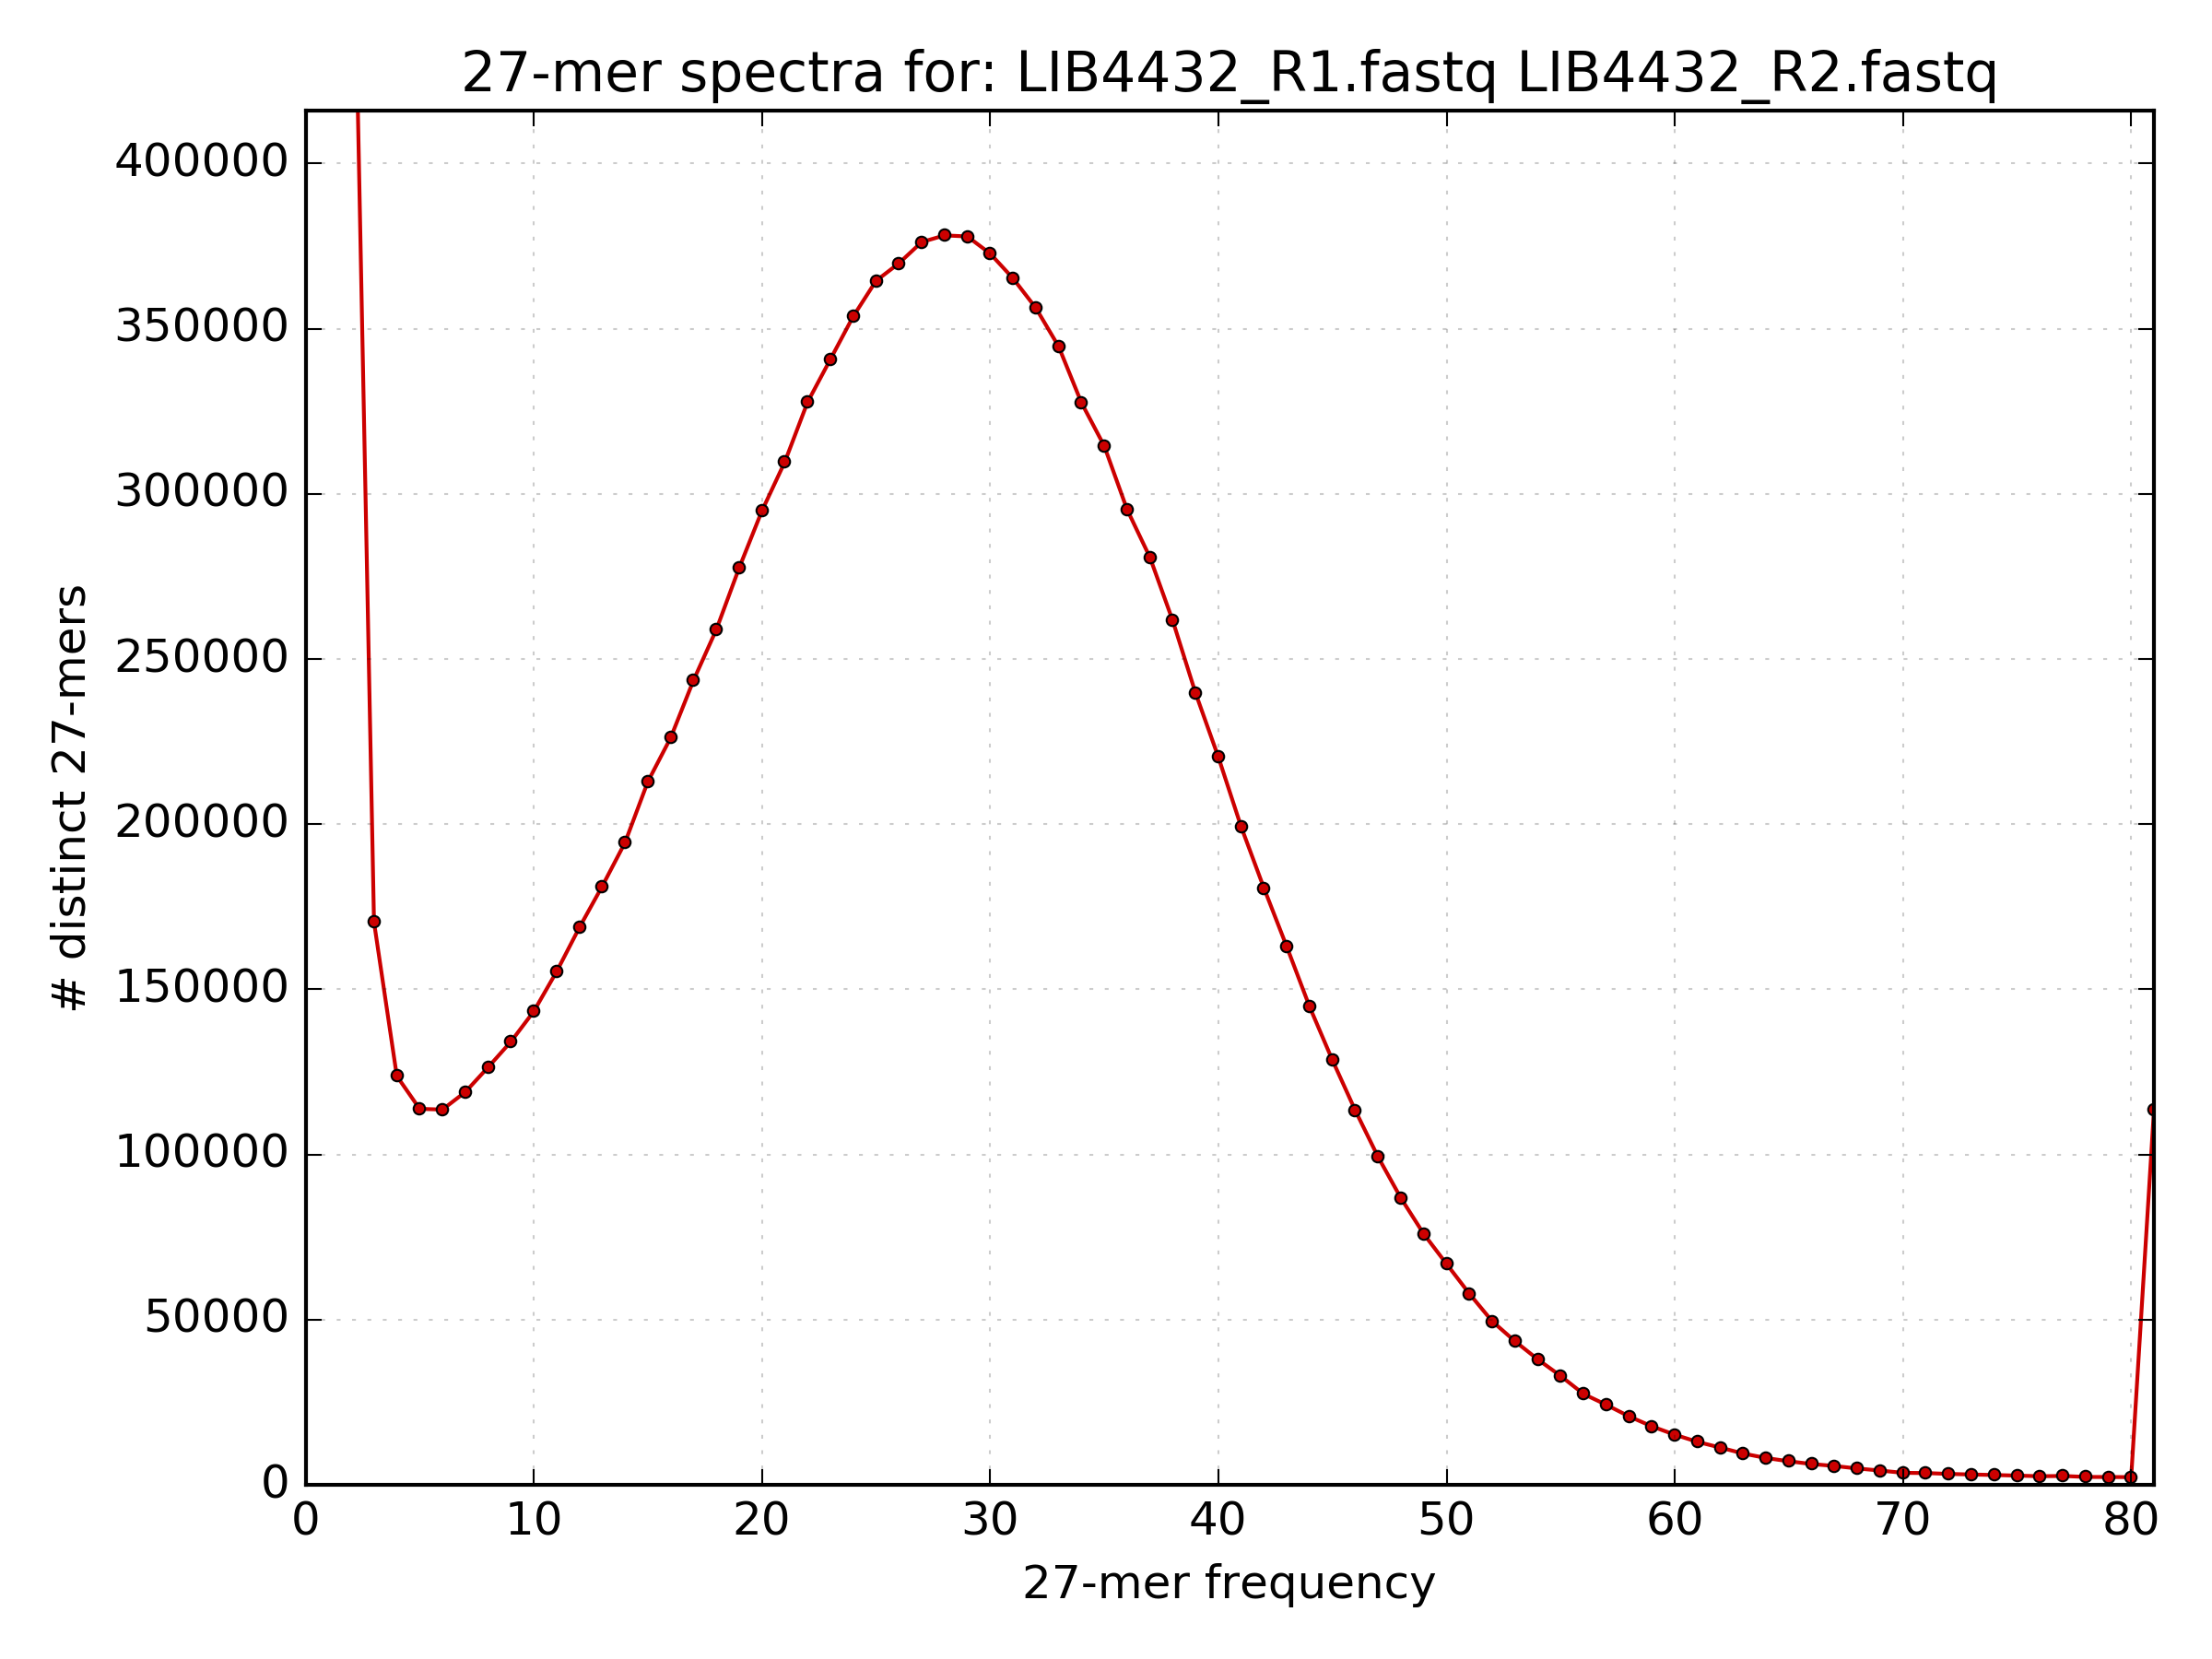 27-mer spectra for: LIB4432_R1.fastq LIB4432_R2.fastq
400000
350000
300000
250000
200000
150000
100000
50000
0
# distinct 27-mers
0 10 20 30 40 50 60 70 80
27-mer frequency